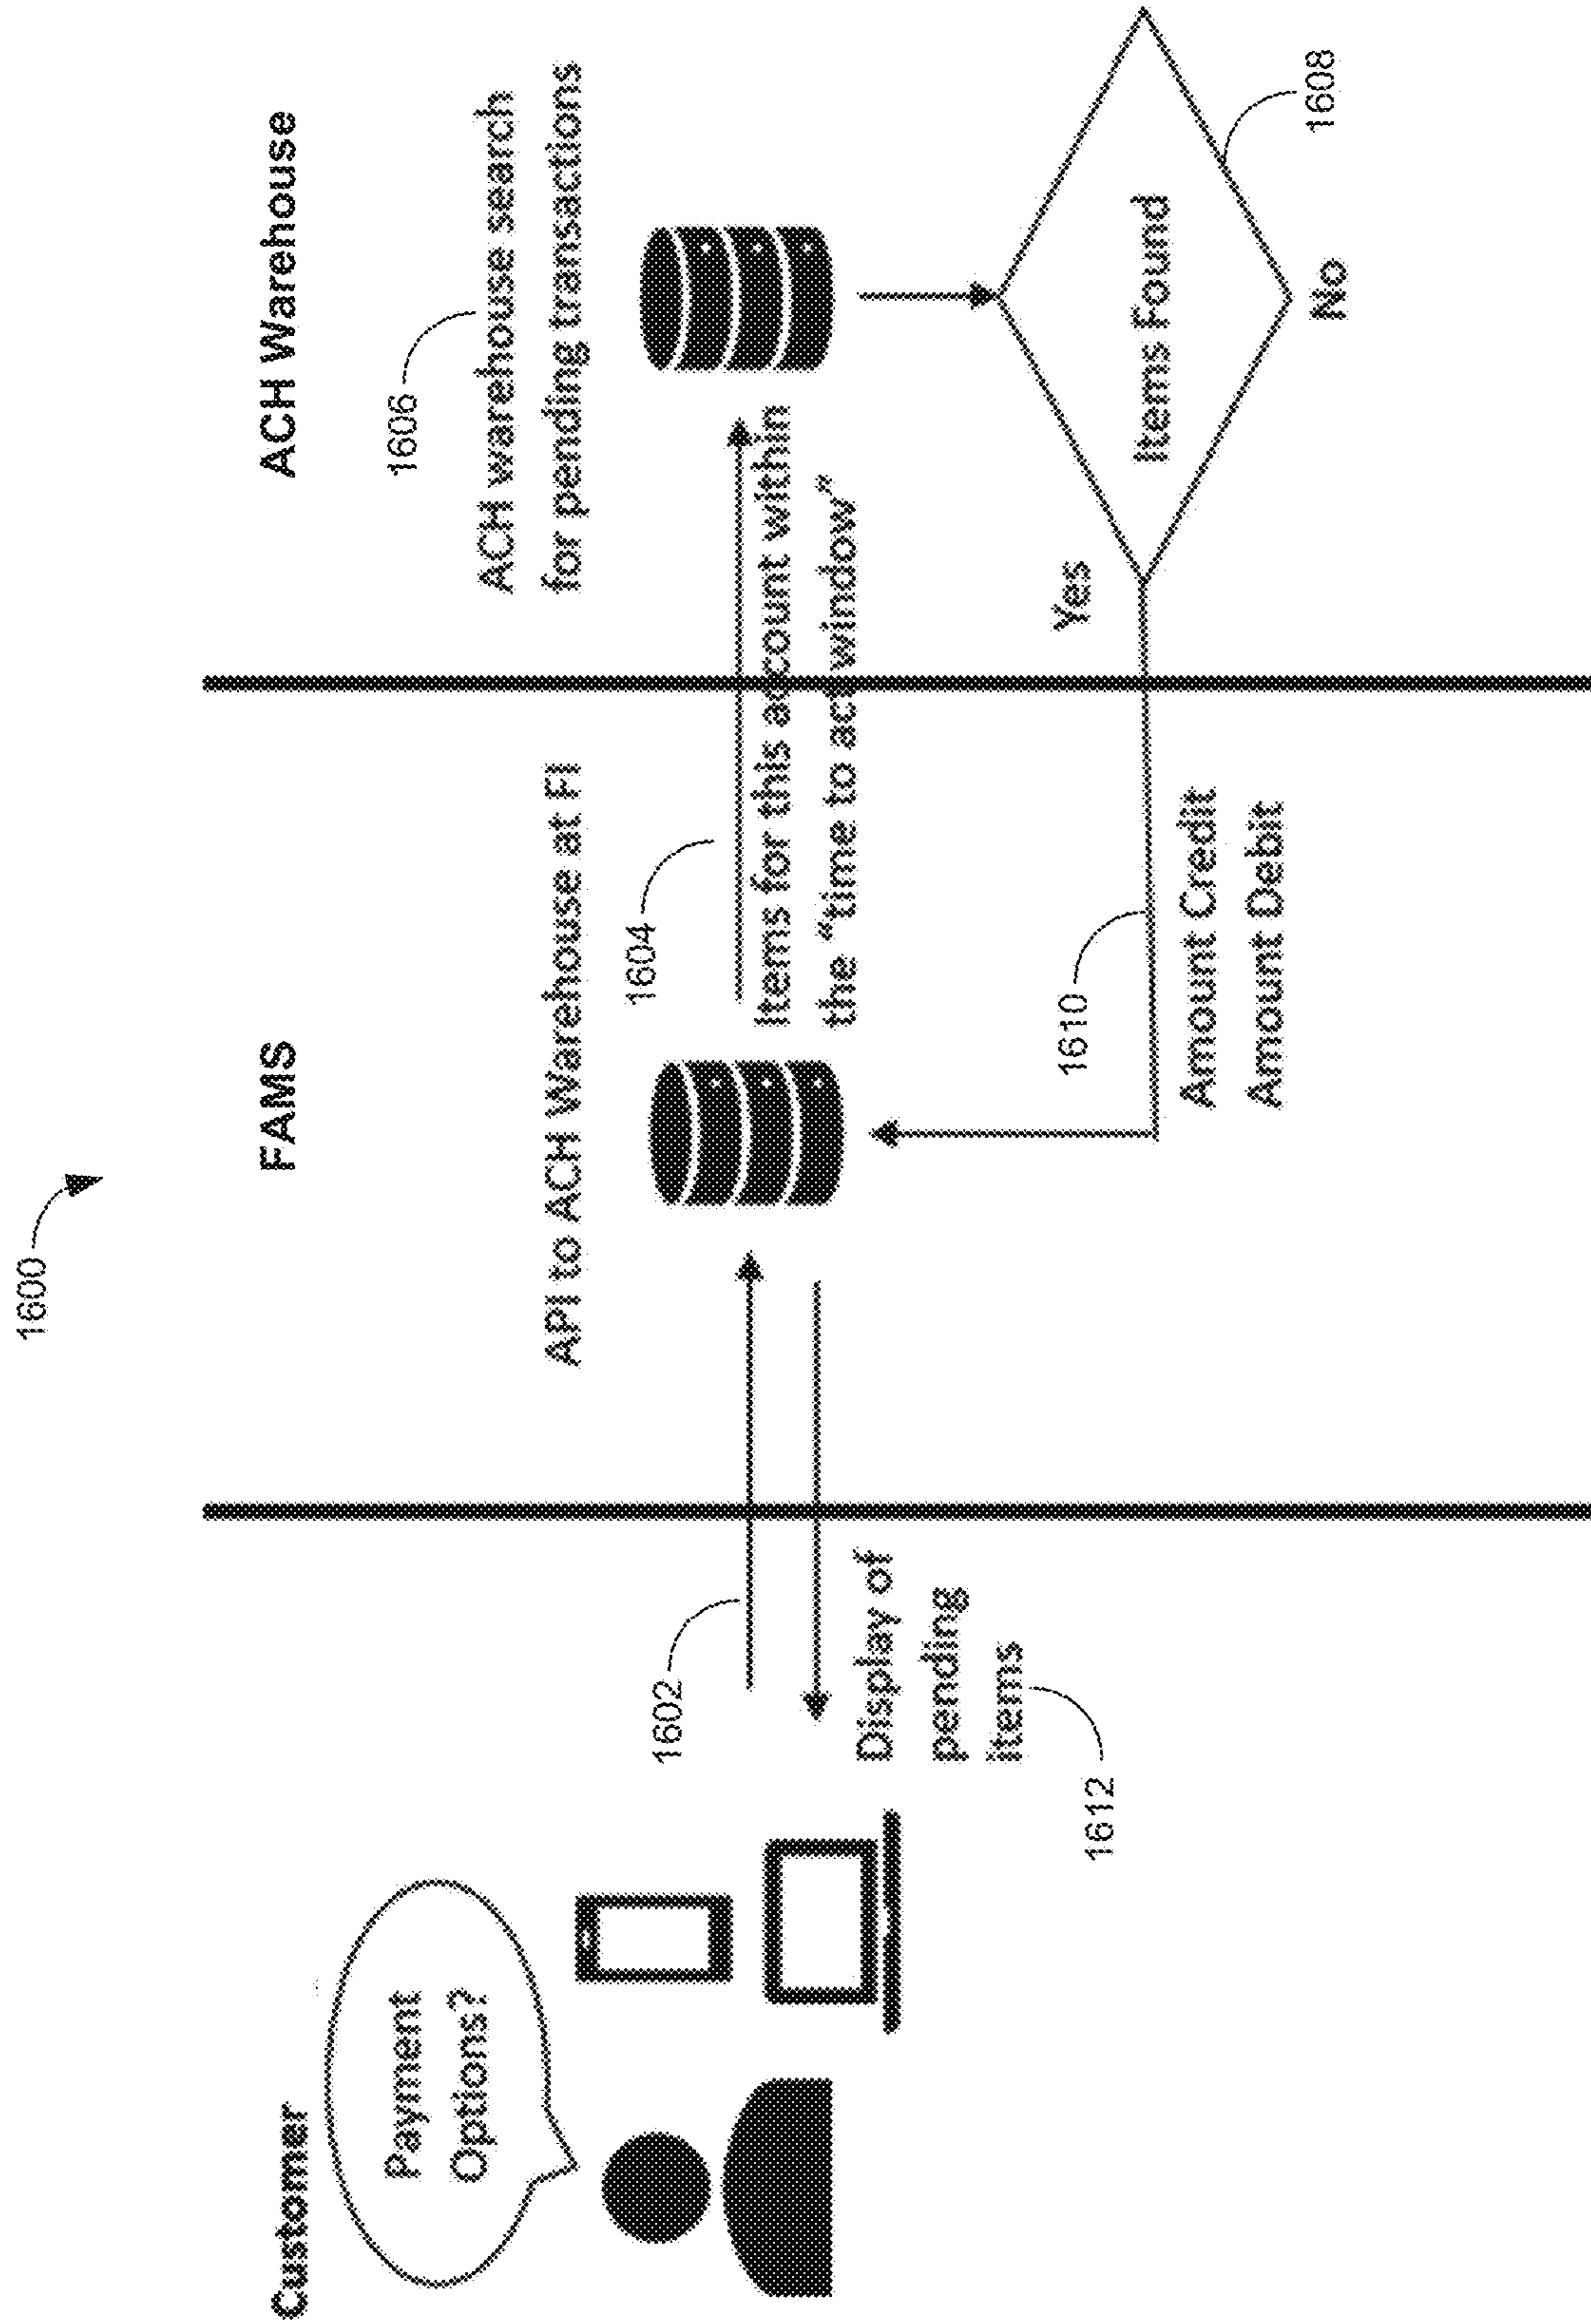 1600
Customer
FAMS
ACH Warehouse
Payment
Options?
1602
Display of
pending
items
1612
API to ACH Warehouse at FI
1604
Items for this account within
the “time to act window”
1610
Amount Credit
Amount Debit
1606
ACH warehouse search
for pending transactions
Items Found
Yes
No
1608